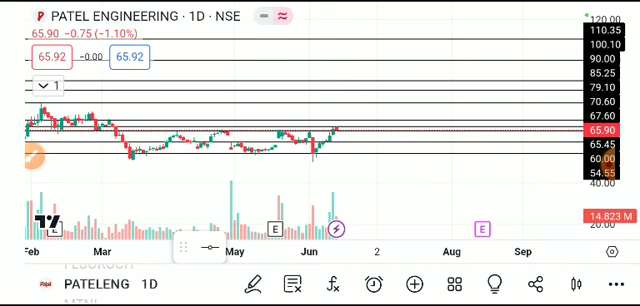 PATEL ENGINEERING · 1D · NSE
65.90 −0.75 (−1.10%)
65.92 −0.00 65.92
1
120.00
110.35
100.10
90.00
85.25
79.10
70.60
67.60
65.90
65.45
60.00
54.55
40.00
14.823 M
20.00
E E E
Feb Mar May Jun 2 Aug Sep
PATELENG 1D